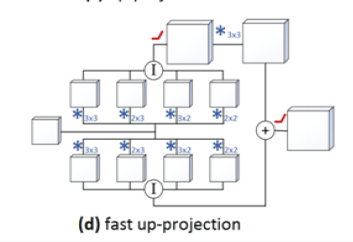 * 3x3
I
* 3x3 * 2x3 * 3x2 * 2x2
+
* 3x3 * 2x3 * 3x2 * 2x2
I
(d) fast up-projection